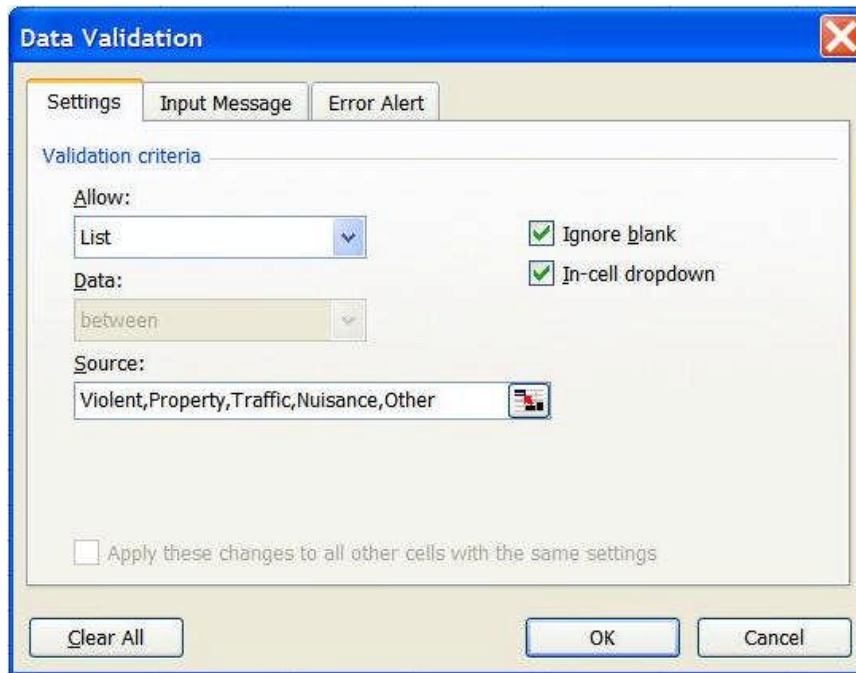 Data Validation
Settings Input Message Error Alert
Validation criteria
Allow:
List
Ignore blank
Data:
In-cell dropdown
between
Source:
Violent,Property,Traffic,Nuisance,Other
Apply these changes to all other cells with the same settings
Clear All OK Cancel